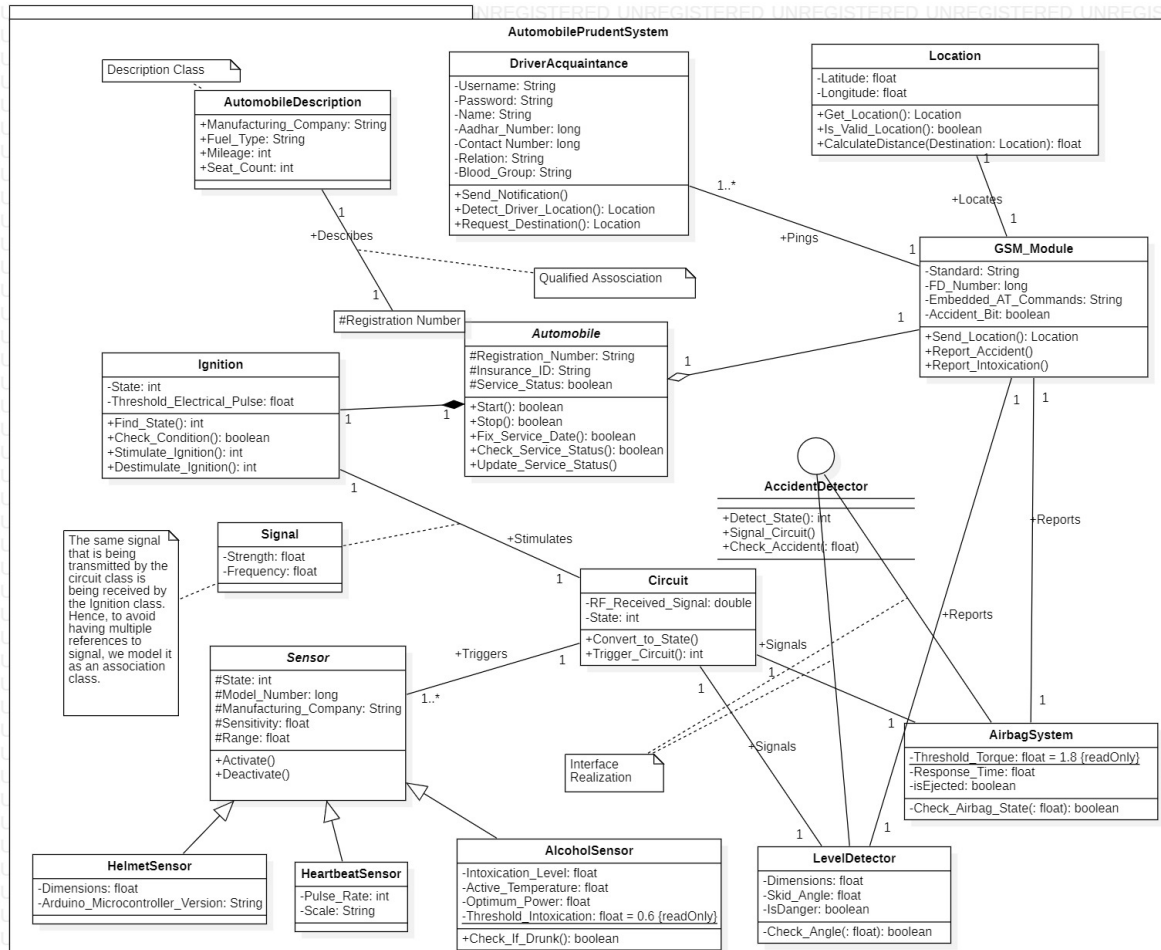 UNREGISTERED UNREGISTERED UNREGISTERED UNREGIS
AutomobilePrudentSystem
Description Class
AutomobileDescription
+Manufacturing_Company: String
+Fuel_Type: String
+Mileage: int
+Seat_Count: int
DriverAcquaintance
-Username: String
-Password: String
-Name: String
-Aadhar_Number: long
-Contact Number: long
-Relation: String
-Blood_Group: String
+Send_Notification()
+Detect_Driver_Location(): Location
+Request_Destination(): Location
Location
-Latitude: float
-Longitude: float
+Get_Location(): Location
+Is_Valid_Location(): boolean
+CalculateDistance(Destination: Location): float
1
+Locates
1
1..*
+Pings
1
1
+Describes
1
Qualified Assosciation
#Registration Number
GSM_Module
-Standard: String
-FD_Number: long
-Embedded_AT_Commands: String
-Accident_Bit: boolean
+Send_Location(): Location
+Report_Accident()
+Report_Intoxication()
Automobile
#Registration_Number: String
#Insurance_ID: String
#Service_Status: boolean
+Start(): boolean
+Stop(): boolean
+Fix_Service_Date(): boolean
+Check_Service_Status(): boolean
+Update_Service_Status()
1
1
Ignition
-State: int
-Threshold_Electrical_Pulse: float
+Find_State(): int
+Check_Condition(): boolean
+Stimulate_Ignition(): int
+Destimulate_Ignition(): int
1
1
1
+Stimulates
1
Signal
-Strength: float
-Frequency: float
The same signal
that is being
transmitted by the
circuit class is
being received by
the Ignition class.
Hence, to avoid
having multiple
references to
signal, we model it
as an association
class.
AccidentDetector
+Detect_State(): int
+Signal_Circuit()
+Check_Accident(: float)
1
1
+Reports
+Reports
1
1
Circuit
-RF_Received_Signal: double
-State: int
+Convert_to_State()
+Trigger_Circuit(): int
+Signals
1
1
1
+Signals
1
+Triggers
1
1..*
Sensor
#State: int
#Model_Number: long
#Manufacturing_Company: String
#Sensitivity: float
#Range: float
+Activate()
+Deactivate()
Interface
Realization
AirbagSystem
-Threshold_Torque: float = 1.8 {readOnly}
-Response_Time: float
-isEjected: boolean
-Check_Airbag_State(: float): boolean
HelmetSensor
-Dimensions: float
-Arduino_Microcontroller_Version: String
HeartbeatSensor
-Pulse_Rate: int
-Scale: String
AlcoholSensor
-Intoxication_Level: float
-Active_Temperature: float
-Optimum_Power: float
-Threshold_Intoxication: float = 0.6 {readOnly}
+Check_If_Drunk(): boolean
LevelDetector
-Dimensions: float
-Skid_Angle: float
-IsDanger: boolean
-Check_Angle(: float): boolean